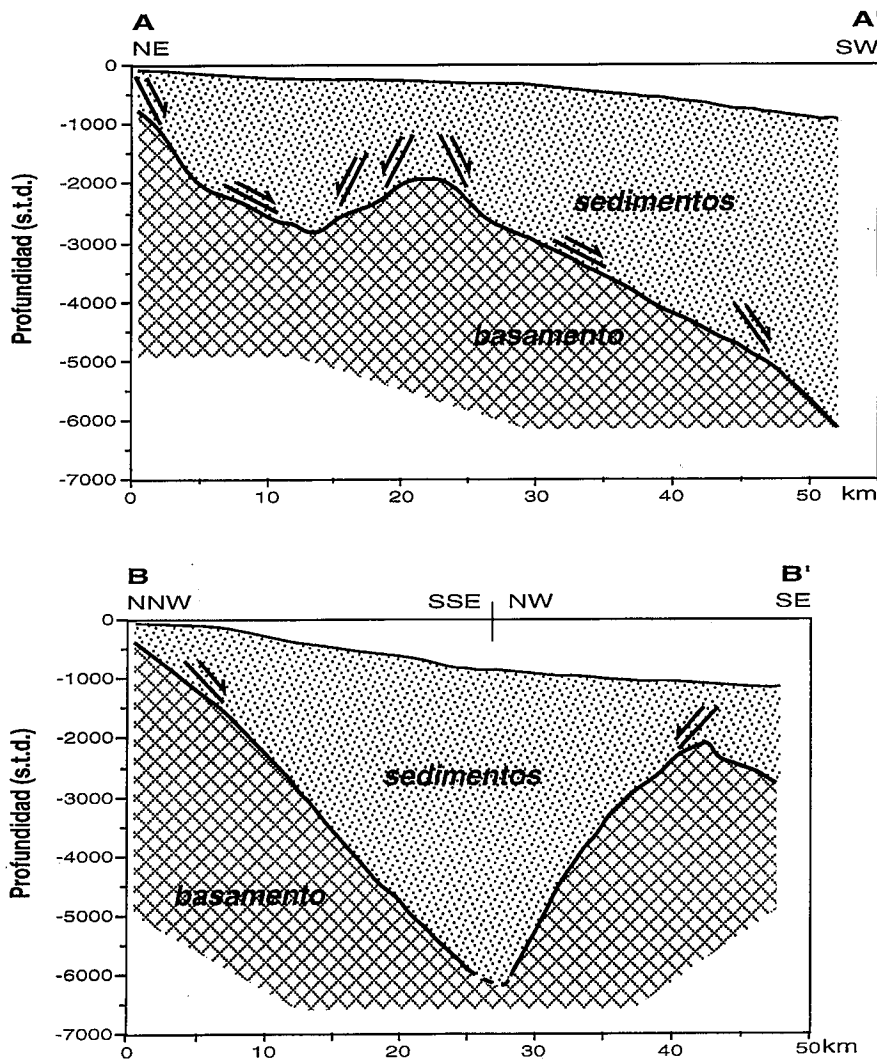 A A'
NE SW
0
-1000
-2000
-3000
-4000
-5000
-6000
-7000
Profundidad (s.t.d.)
sedimentos
basamento
0 10 20 30 40 50 km
B B'
NNW SSE NW SE
0
-1000
-2000
-3000
-4000
-5000
-6000
-7000
Profundidad (s.t.d.)
sedimentos
basamento
0 10 20 30 40 50km